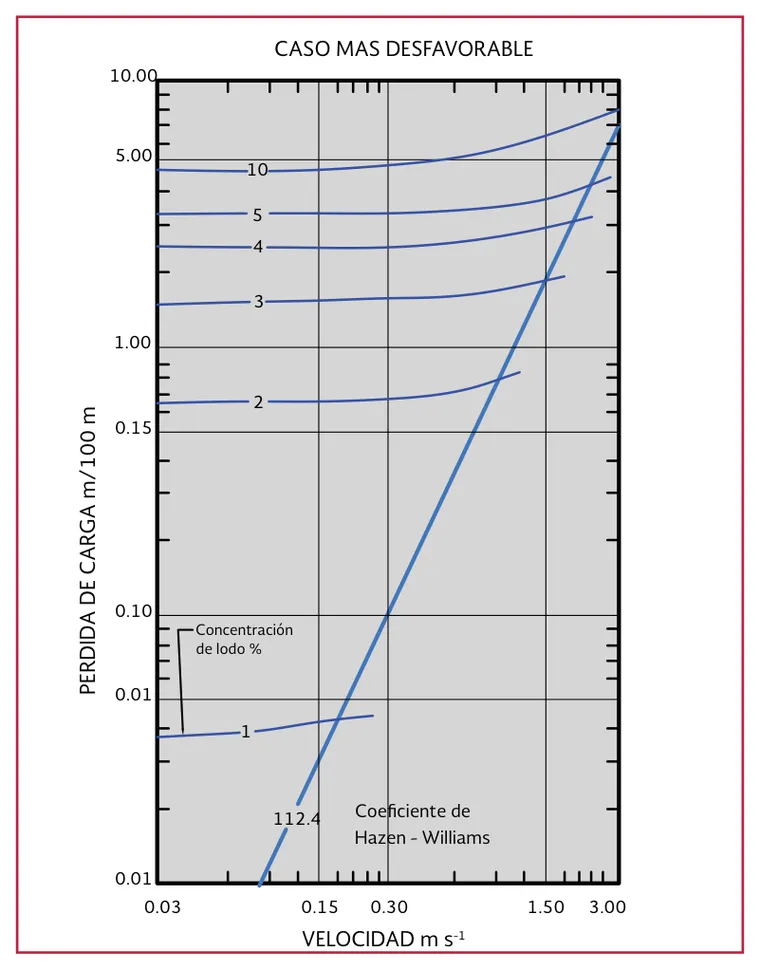 CASO MAS DESFAVORABLE
10.00
5.00
1.00
0.15
0.10
0.01
0.01
PERDIDA DE CARGA m/100 m
10
5
4
3
2
Concentración
de lodo %
1
112.4
Coeficiente de
Hazen - Williams
0.03
0.15
0.30
1.50
3.00
VELOCIDAD m s-1